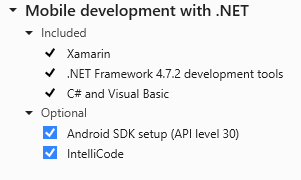 Mobile development with .NET
Included
Xamarin
.NET Framework 4.7.2 development tools
C# and Visual Basic
Optional
Android SDK setup (API level 30)
IntelliCode